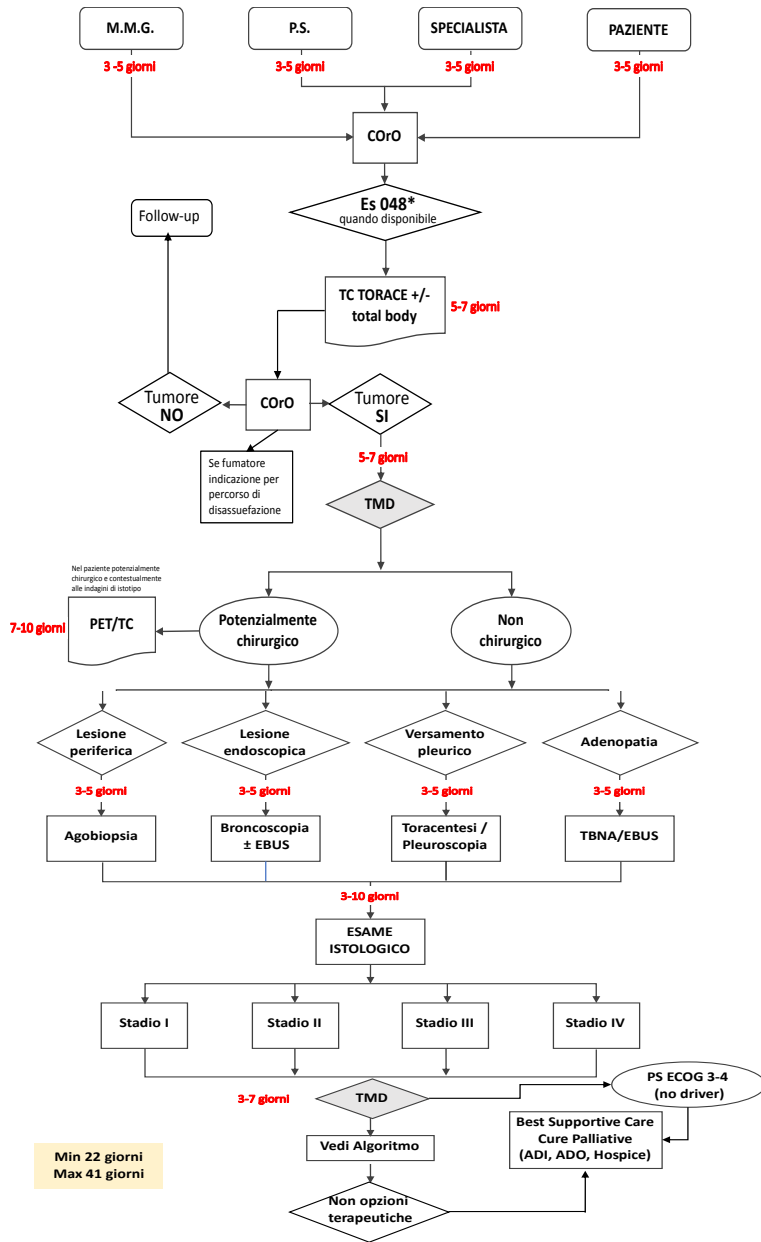 M.M.G.
P.S.
SPECIALISTA
PAZIENTE
3 -5 giorni
3-5 giorni
3-5 giorni
3-5 giorni
COrO
Es 048*
quando disponibile
Follow-up
TC TORACE +/-
total body
5-7 giorni
Tumore
NO
COrO
Tumore
SI
Se fumatore
indicazione per
percorso di
disassuefazione
5-7 giorni
TMD
Nel paziente potenzialmente
chirurgico e contestualmente
alle indagini di istotipo
7-10 giorni
PET/TC
Potenzialmente
chirurgico
Non
chirurgico
Lesione
periferica
Lesione
endoscopica
Versamento
pleurico
Adenopatia
3-5 giorni
3-5 giorni
3-5 giorni
3-5 giorni
Agobiopsia
Broncoscopia
± EBUS
Toracentesi /
Pleuroscopia
TBNA/EBUS
3-10 giorni
ESAME
ISTOLOGICO
Stadio I
Stadio II
Stadio III
Stadio IV
3-7 giorni
TMD
PS ECOG 3-4
(no driver)
Vedi Algoritmo
Best Supportive Care
Cure Palliative
(ADI, ADO, Hospice)
Min 22 giorni
Max 41 giorni
Non opzioni
terapeutiche